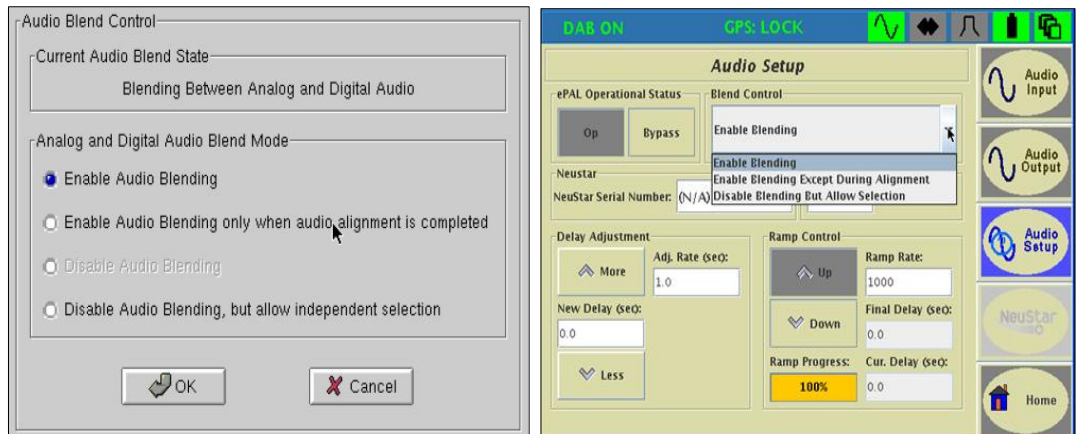 Audio Blend Control
Current Audio Blend State
Blending Between Analog and Digital Audio
Analog and Digital Audio Blend Mode
Enable Audio Blending
Enable Audio Blending only when audio alignment is completed
Disable Audio Blending
Disable Audio Blending, but allow independent selection
OK
Cancel
DAB ON
GPS: LOCK
Audio Setup
ePAL Operational Status
Op
Bypass
Blend Control
Enable Blending
Enable Blending
Enable Blending Except During Alignment
Disable Blending But Allow Selection
Neustar
NeuStar Serial Number: (N/A)
Delay Adjustment
More
Adj. Rate (sec):
1.0
New Delay (sec):
0.0
Less
Ramp Control
Up
Ramp Rate:
1000
Down
Final Delay (sec):
0.0
Ramp Progress:
100%
Cur. Delay (sec):
0.0
Audio
Input
Audio
Output
Audio
Setup
NeuStar
Home